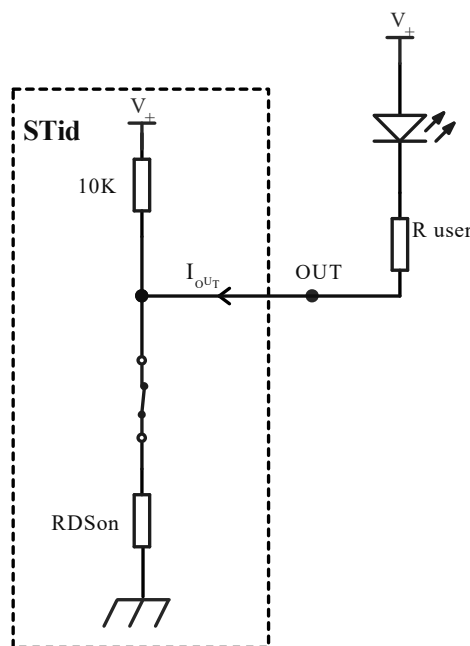 V+
V+
STid
10K
R user
IOUT
OUT
RDSon